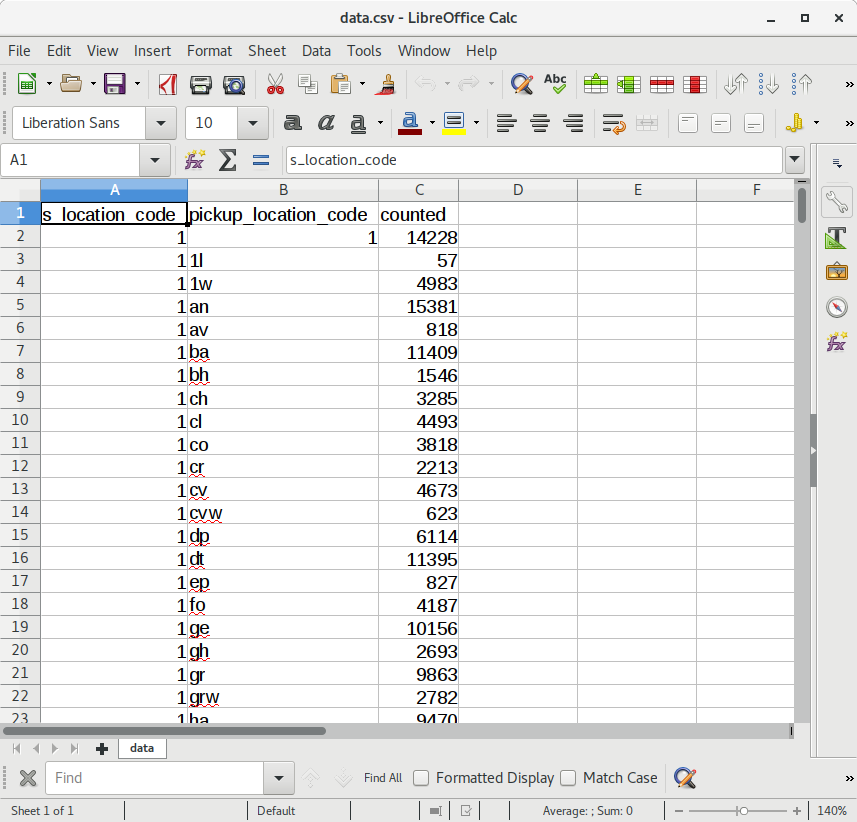 data.csv - LibreOffice Calc
File Edit View Insert Format Sheet Data Tools Window Help
Abc
Liberation Sans 10 a a a a
A1 fx Σ = s_location_code
A B C D E F
1 s_location_code pickup_location_code counted
2 1 1 14228
3 1 1l 57
4 1 1w 4983
5 1 an 15381
6 1 av 818
7 1 ba 11409
8 1 bh 1546
9 1 ch 3285
10 1 cl 4493
11 1 co 3818
12 1 cr 2213
13 1 cv 4673
14 1 cvw 623
15 1 dp 6114
16 1 dt 11395
17 1 ep 827
18 1 fo 4187
19 1 ge 10156
20 1 gh 2693
21 1 gr 9863
22 1 grw 2782
23 1 ha 9470
data
Find Find All Formatted Display Match Case
Sheet 1 of 1 Default Average: ; Sum: 0 140%